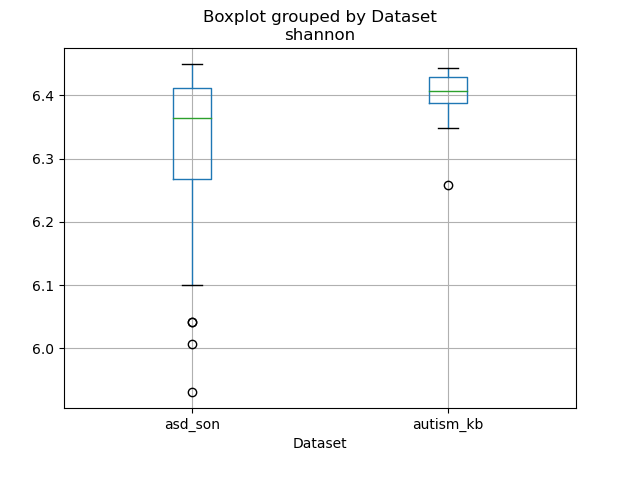 Boxplot grouped by Dataset
shannon
6.4
6.3
6.2
6.1
6.0
asd_son
autism_kb
Dataset